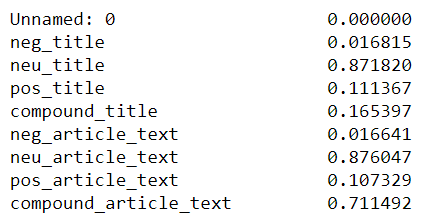 Unnamed: 0 0.000000
neg_title 0.016815
neu_title 0.871820
pos_title 0.111367
compound_title 0.165397
neg_article_text 0.016641
neu_article_text 0.876047
pos_article_text 0.107329
compound_article_text 0.711492